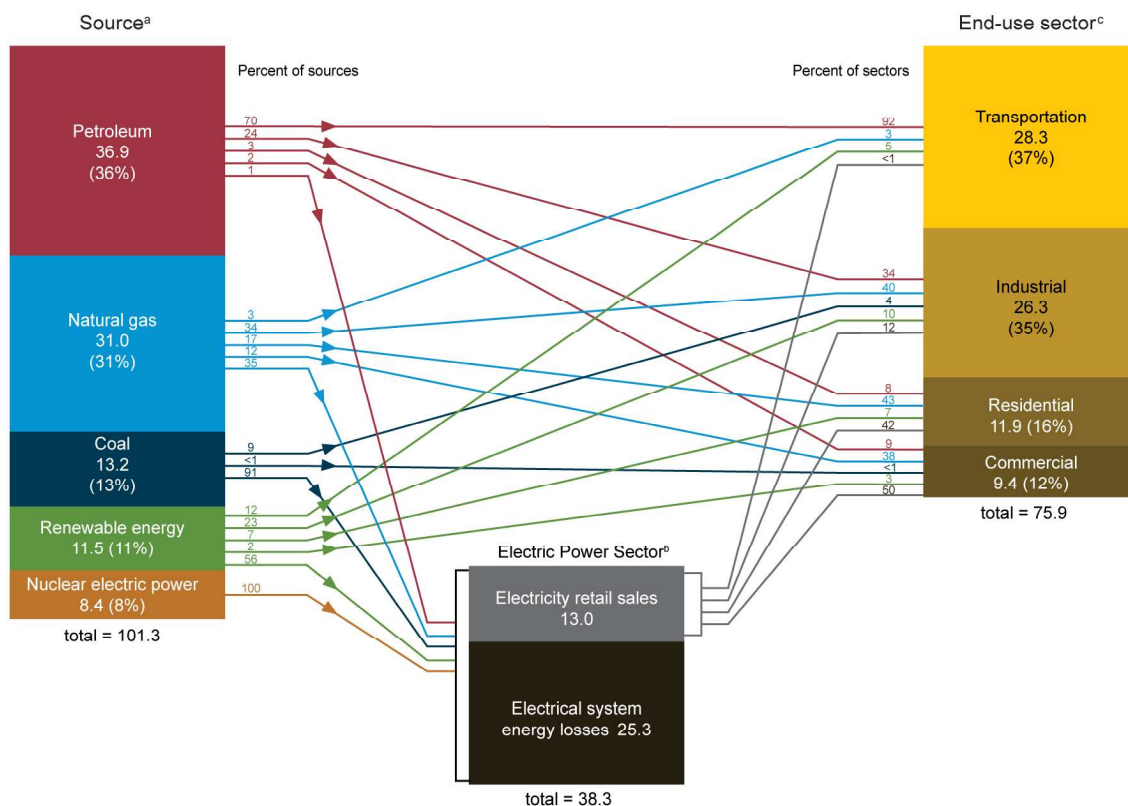 Sourceᵃ
End-use sectorᶜ
Percent of sources
Percent of sectors
Petroleum
36.9
(36%)
70
24
3
2
1
Natural gas
31.0
(31%)
3
34
17
12
35
Coal
13.2
(13%)
9
<1
91
Renewable energy
11.5 (11%)
12
23
7
2
56
Nuclear electric power
8.4 (8%)
100
total = 101.3
Electric Power Sectorᵇ
Electricity retail sales
13.0
Electrical system
energy losses 25.3
total = 38.3
92
3
5
<1
Transportation
28.3
(37%)
34
40
4
10
12
Industrial
26.3
(35%)
8
43
7
42
Residential
11.9 (16%)
9
38
<1
3
50
Commercial
9.4 (12%)
total = 75.9